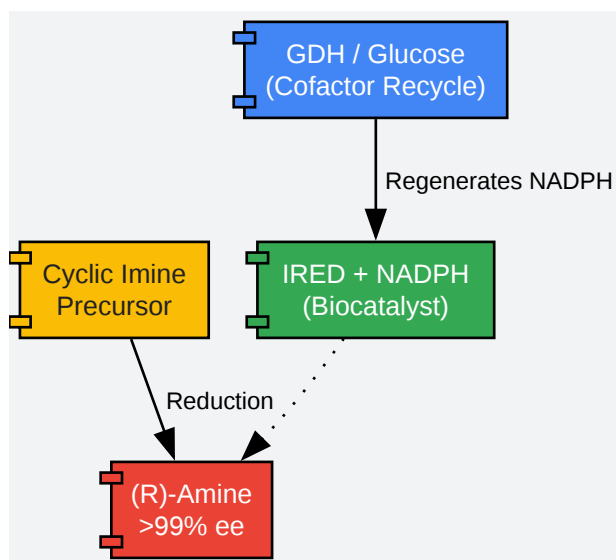 GDH / Glucose
(Cofactor Recycle)
Regenerates NADPH
Cyclic Imine
Precursor
IRED + NADPH
(Biocatalyst)
Reduction
(R)-Amine
>99% ee